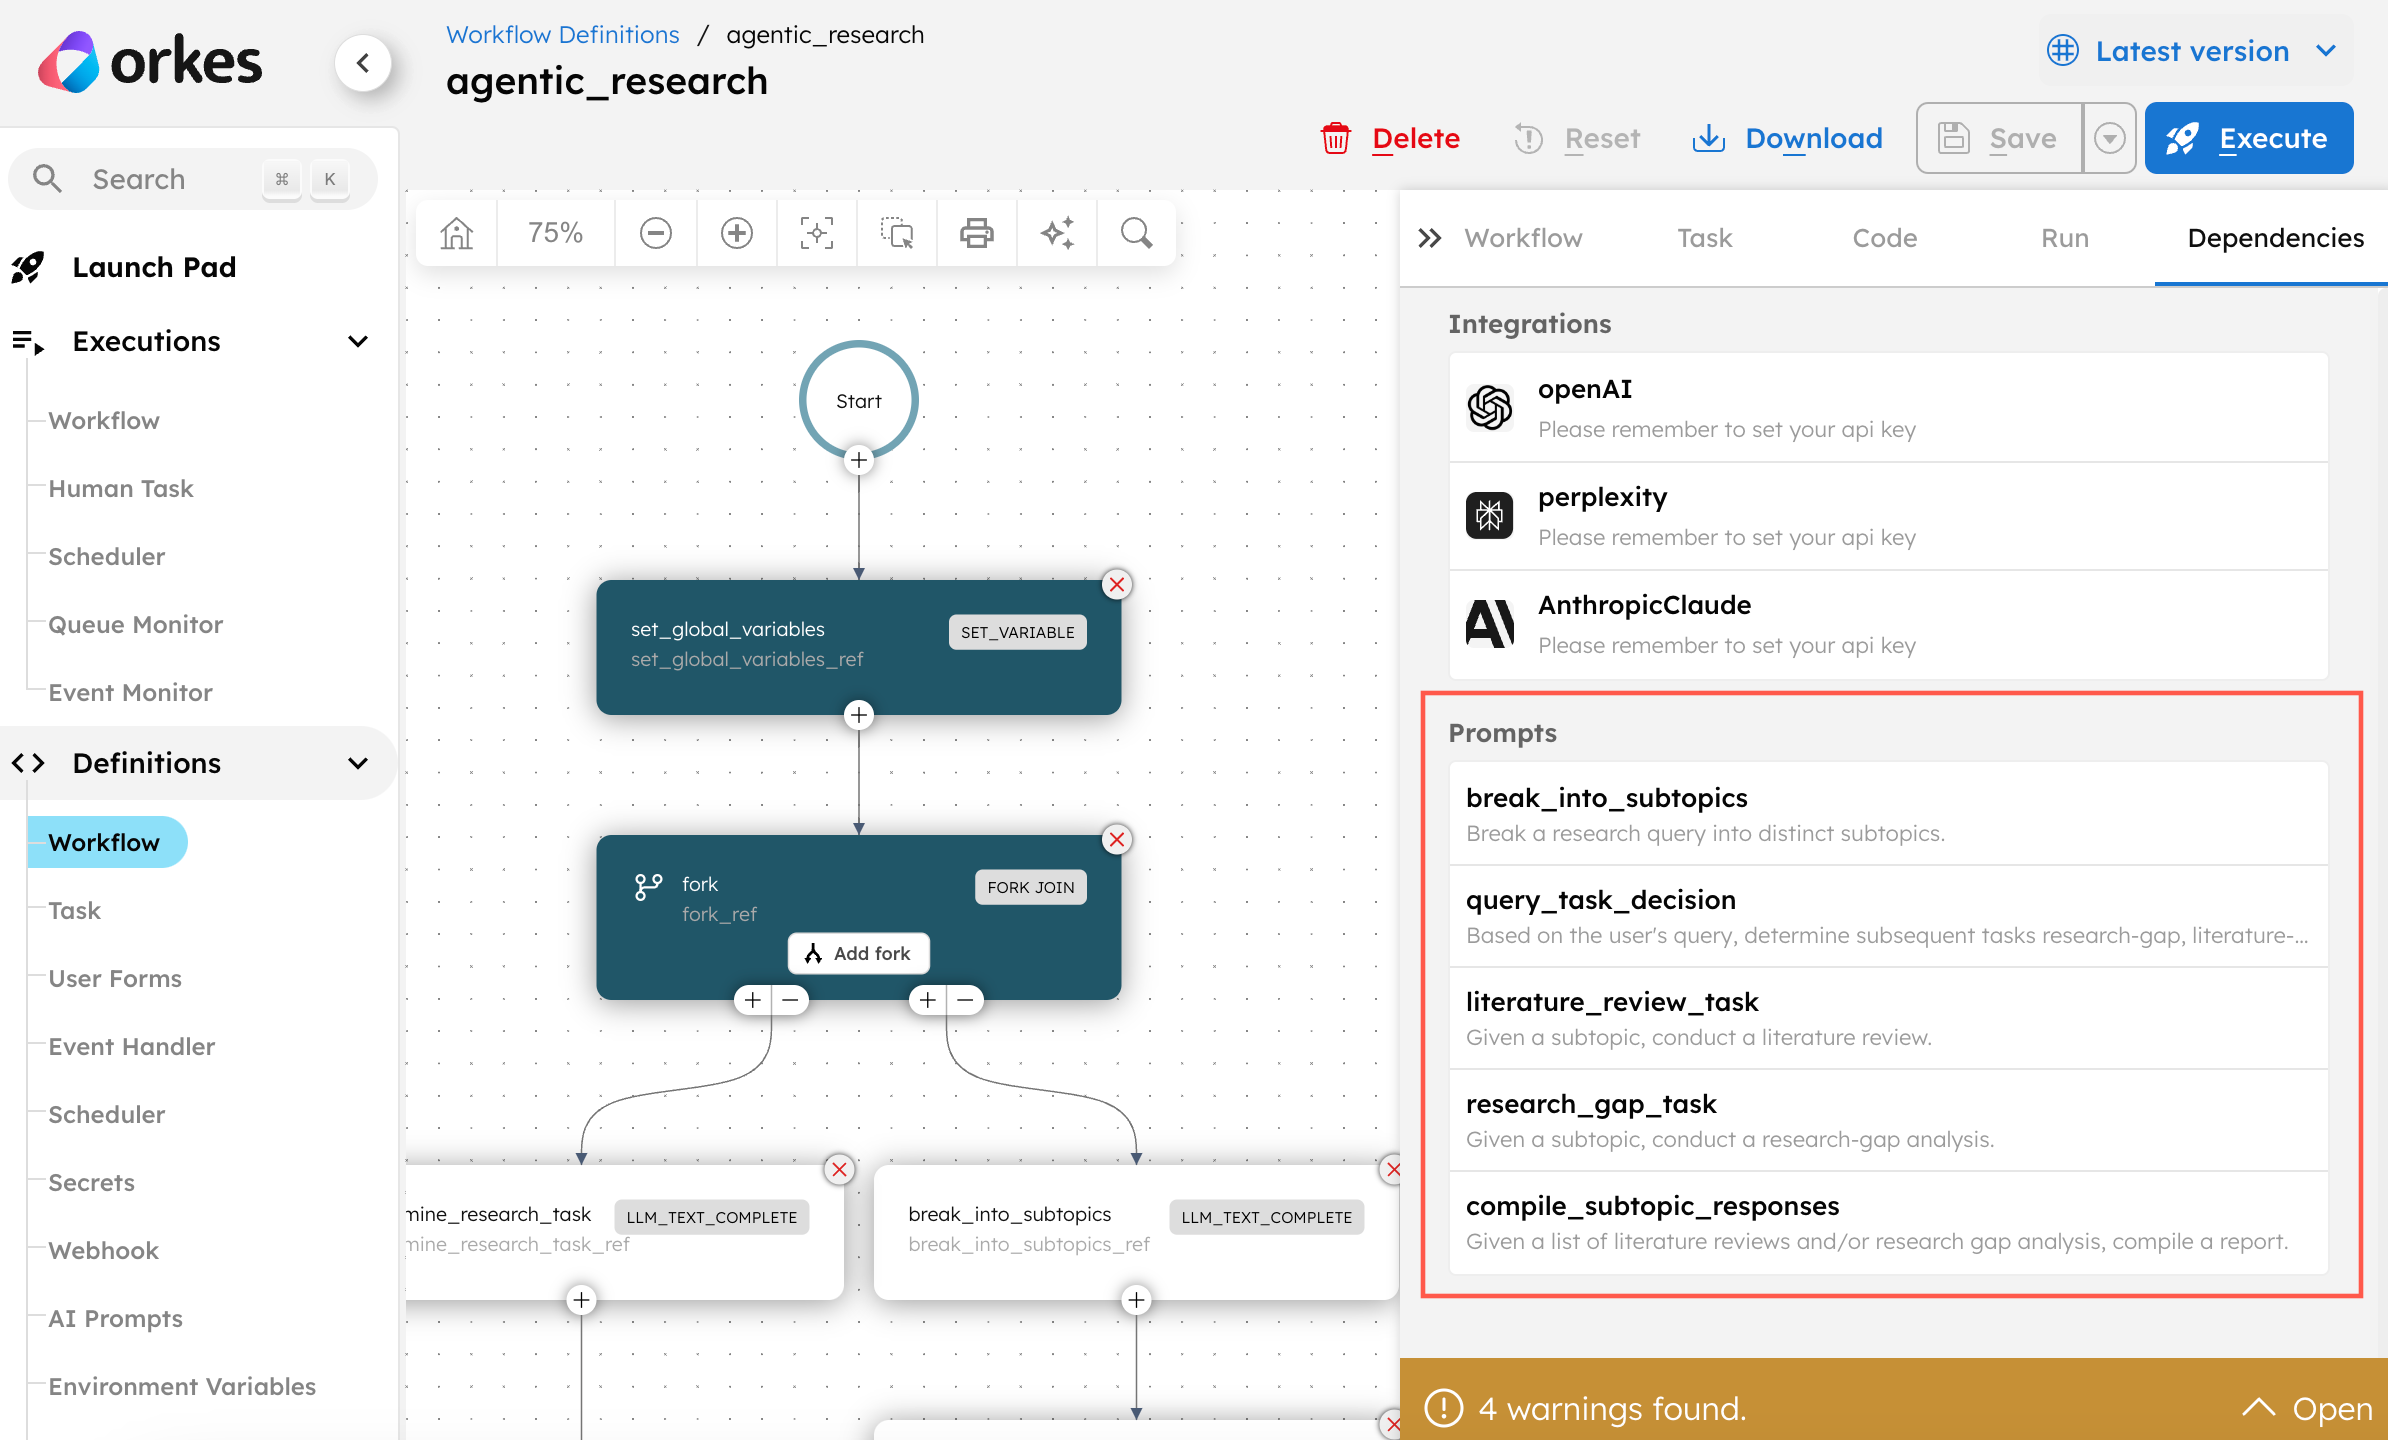 orkes
Workflow Definitions / agentic_research
agentic_research
Latest version
Delete
Reset
Download
Save
Execute
Search ⌘ K
Launch Pad
Executions
Workflow
Human Task
Scheduler
Queue Monitor
Event Monitor
Definitions
Workflow
Task
User Forms
Event Handler
Scheduler
Secrets
Webhook
AI Prompts
Environment Variables
75%
Start
set_global_variables
SET_VARIABLE
set_global_variables_ref
fork
FORK JOIN
fork_ref
Add fork
mine_research_task
LLM_TEXT_COMPLETE
mine_research_task_ref
break_into_subtopics
LLM_TEXT_COMPLETE
break_into_subtopics_ref
Workflow
Task
Code
Run
Dependencies
Integrations
openAI
Please remember to set your api key
perplexity
Please remember to set your api key
AnthropicClaude
Please remember to set your api key
Prompts
break_into_subtopics
Break a research query into distinct subtopics.
query_task_decision
Based on the user's query, determine subsequent tasks research-gap, literature-...
literature_review_task
Given a subtopic, conduct a literature review.
research_gap_task
Given a subtopic, conduct a research-gap analysis.
compile_subtopic_responses
Given a list of literature reviews and/or research gap analysis, compile a report.
4 warnings found.
Open